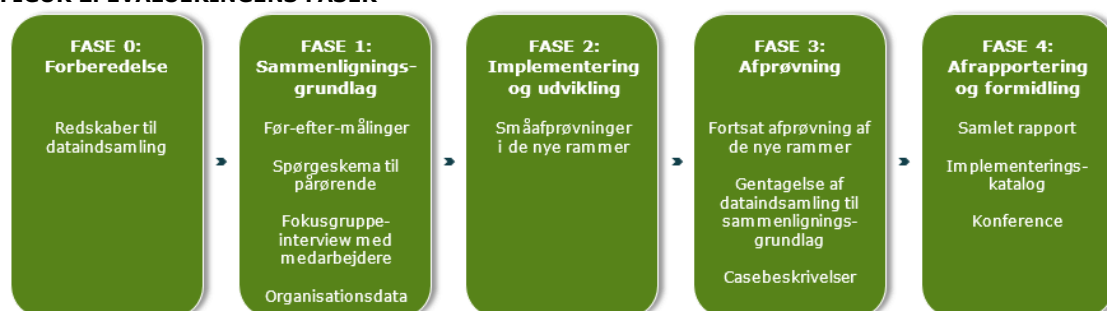 FASE 0:
Forberedelse
Redskaber til
dataindsamling
FASE 1:
Sammenlignings-
grundlag
Før-efter-målinger
Spørgeskema til
pårørende
Fokusgruppe-
interview med
medarbejdere
Organisationsdata
FASE 2:
Implementering
og udvikling
Småafprøvninger
i de nye rammer
FASE 3:
Afprøvning
Fortsat afprøvning af
de nye rammer
Gentagelse af
dataindsamling til
sammenlignings-
grundlag
Casebeskrivelser
FASE 4:
Afrapportering
og formidling
Samlet rapport
Implementerings-
katalog
Konference